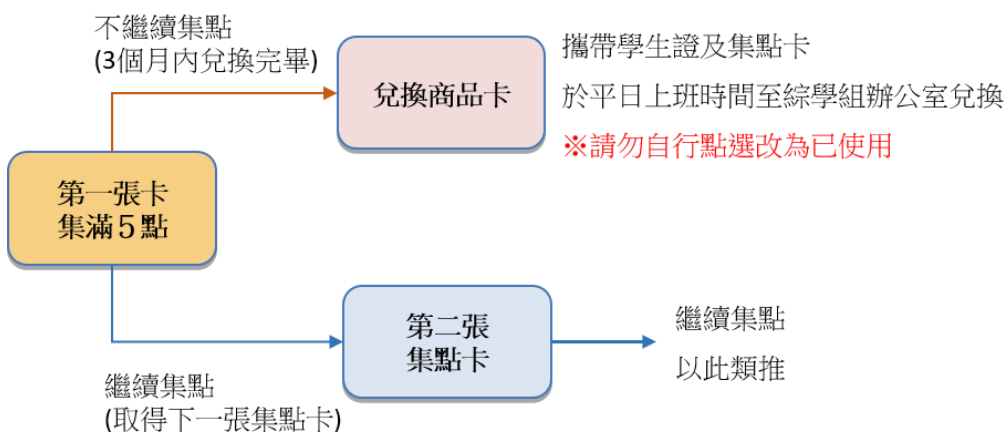 不繼續集點
(3個月內兌換完畢)
兌換商品卡
攜帶學生證及集點卡
於平日上班時間至綜學組辦公室兌換
※請勿自行點選改為已使用
第一張卡
集滿５點
第二張
集點卡
繼續集點
以此類推
繼續集點
(取得下一張集點卡)